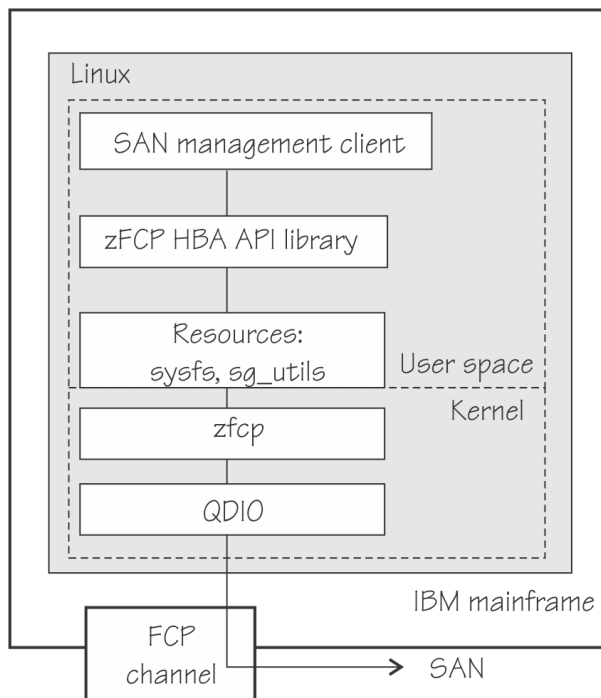 Linux
SAN management client
zFCP HBA API library
Resources:
sysfs, sg_utils
User space
Kernel
zfcp
QDIO
IBM mainframe
FCP
channel
SAN